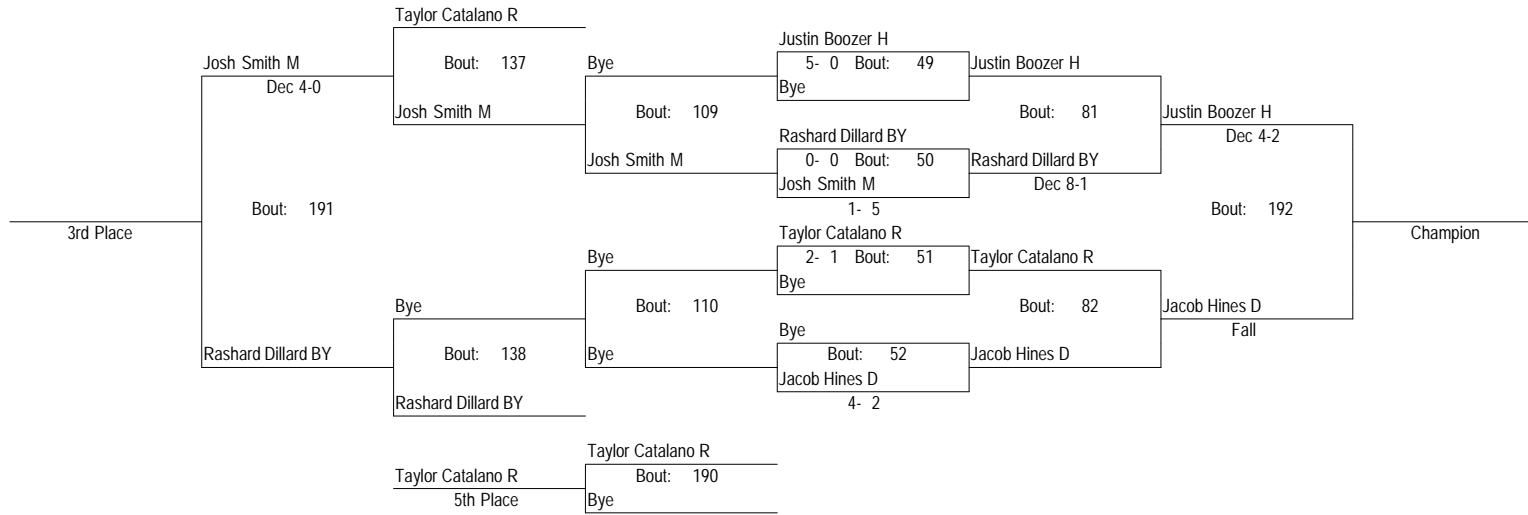 Taylor Catalano R
Justin Boozer H
Josh Smith M Bout: 137 Bye 5- 0 Bout: 49 Justin Boozer H
Dec 4-0 Bye
Josh Smith M Bout: 109 Bout: 81 Justin Boozer H
Rashard Dillard BY Dec 4-2
Josh Smith M 0- 0 Bout: 50 Rashard Dillard BY
Josh Smith M Dec 8-1
Bout: 191 1- 5 Bout: 192
3rd Place Taylor Catalano R Champion
Bye 2- 1 Bout: 51 Taylor Catalano R
Bye
Bye Bout: 110 Bout: 82 Jacob Hines D
Bye Fall
Rashard Dillard BY Bout: 138 Bye Bout: 52 Jacob Hines D
Jacob Hines D
Rashard Dillard BY 4- 2
Taylor Catalano R
Taylor Catalano R Bout: 190
5th Place Bye